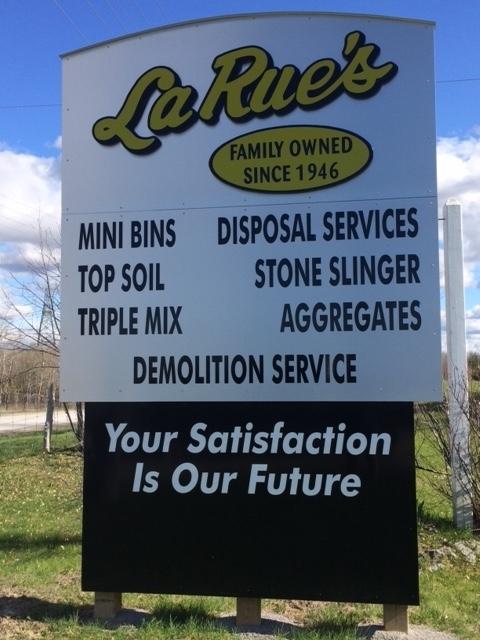 LaRue's
FAMILY OWNED
SINCE 1946
MINI BINS DISPOSAL SERVICES
TOP SOIL STONE SLINGER
TRIPLE MIX AGGREGATES
DEMOLITION SERVICE
Your Satisfaction
Is Our Future